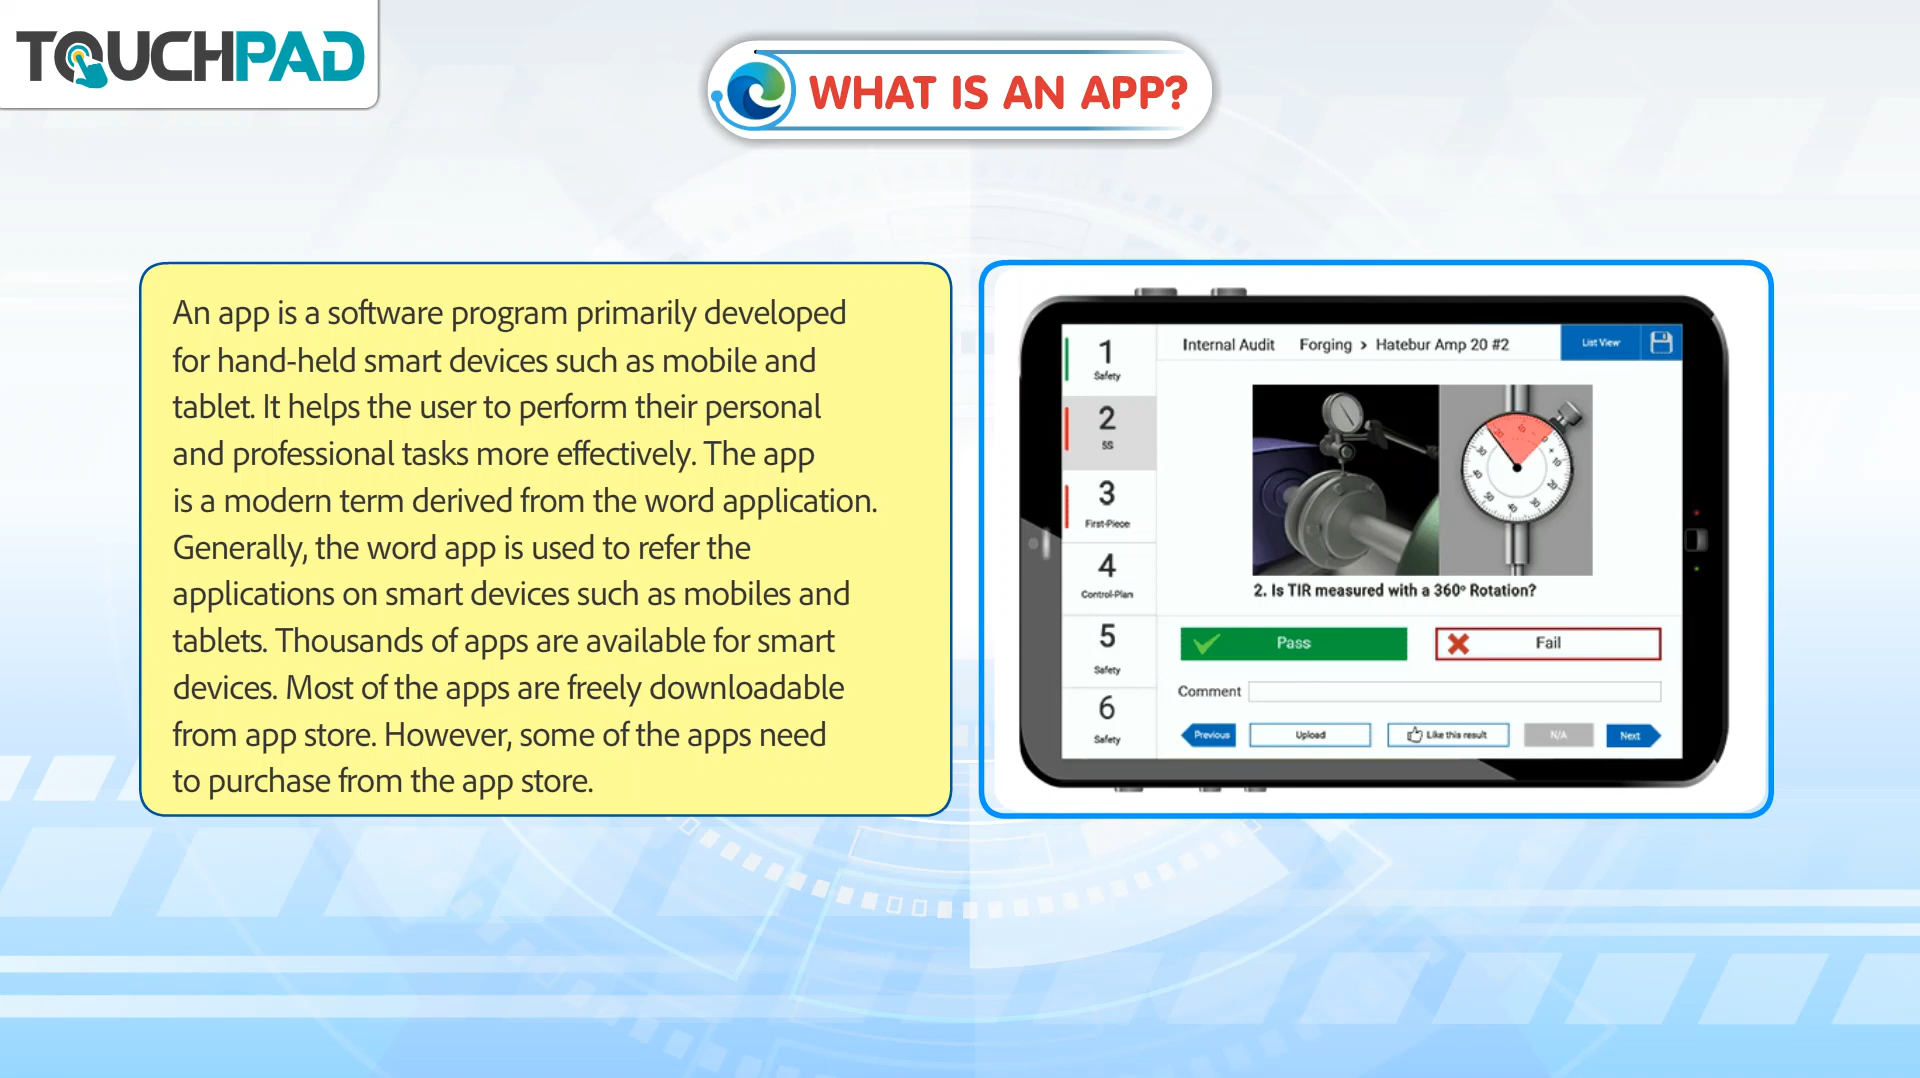 TOUCHPAD
WHAT IS AN APP?
An app is a software program primarily developed
for hand-held smart devices such as mobile and
tablet. It helps the user to perform their personal
and professional tasks more effectively. The app
is a modern term derived from the word application.
Generally, the word app is used to refer the
applications on smart devices such as mobiles and
tablets. Thousands of apps are available for smart
devices. Most of the apps are freely downloadable
from app store. However, some of the apps need
to purchase from the app store.
1
Safety
2
5S
3
First-Piece
4
Control-Plan
5
Safety
6
Safety
Internal Audit Forging > Hatebur Amp 20 #2
List View
2. Is TIR measured with a 360° Rotation?
Pass
Fail
Comment
Previous
Upload
Like this result
N/A
Next